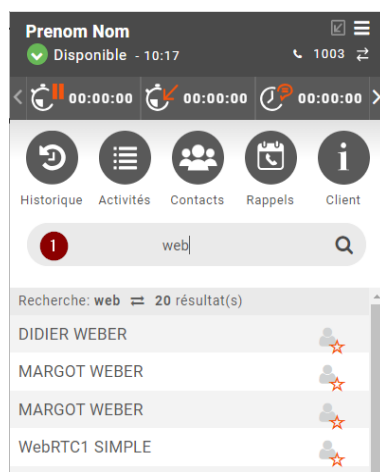 Prenom Nom
Disponible - 10:17 1003
00:00:00 00:00:00 00:00:00
Historique Activités Contacts Rappels Client
1 web
Recherche: web 20 résultat(s)
DIDIER WEBER
MARGOT WEBER
MARGOT WEBER
WebRTC1 SIMPLE